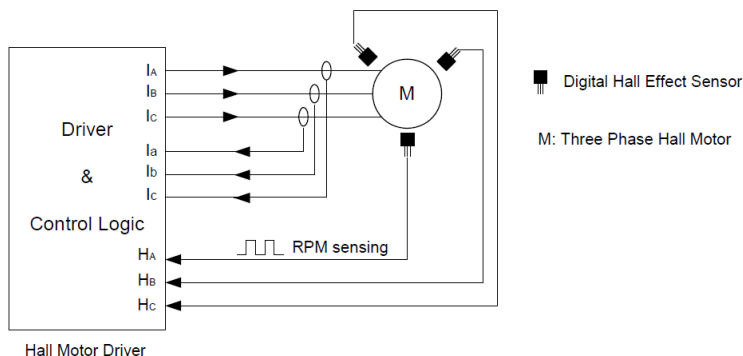 IA
IB
IC
Ia
Ib
IC
Driver
&
Control Logic
HA
HB
HC
M
RPM sensing
Digital Hall Effect Sensor
M: Three Phase Hall Motor
Hall Motor Driver